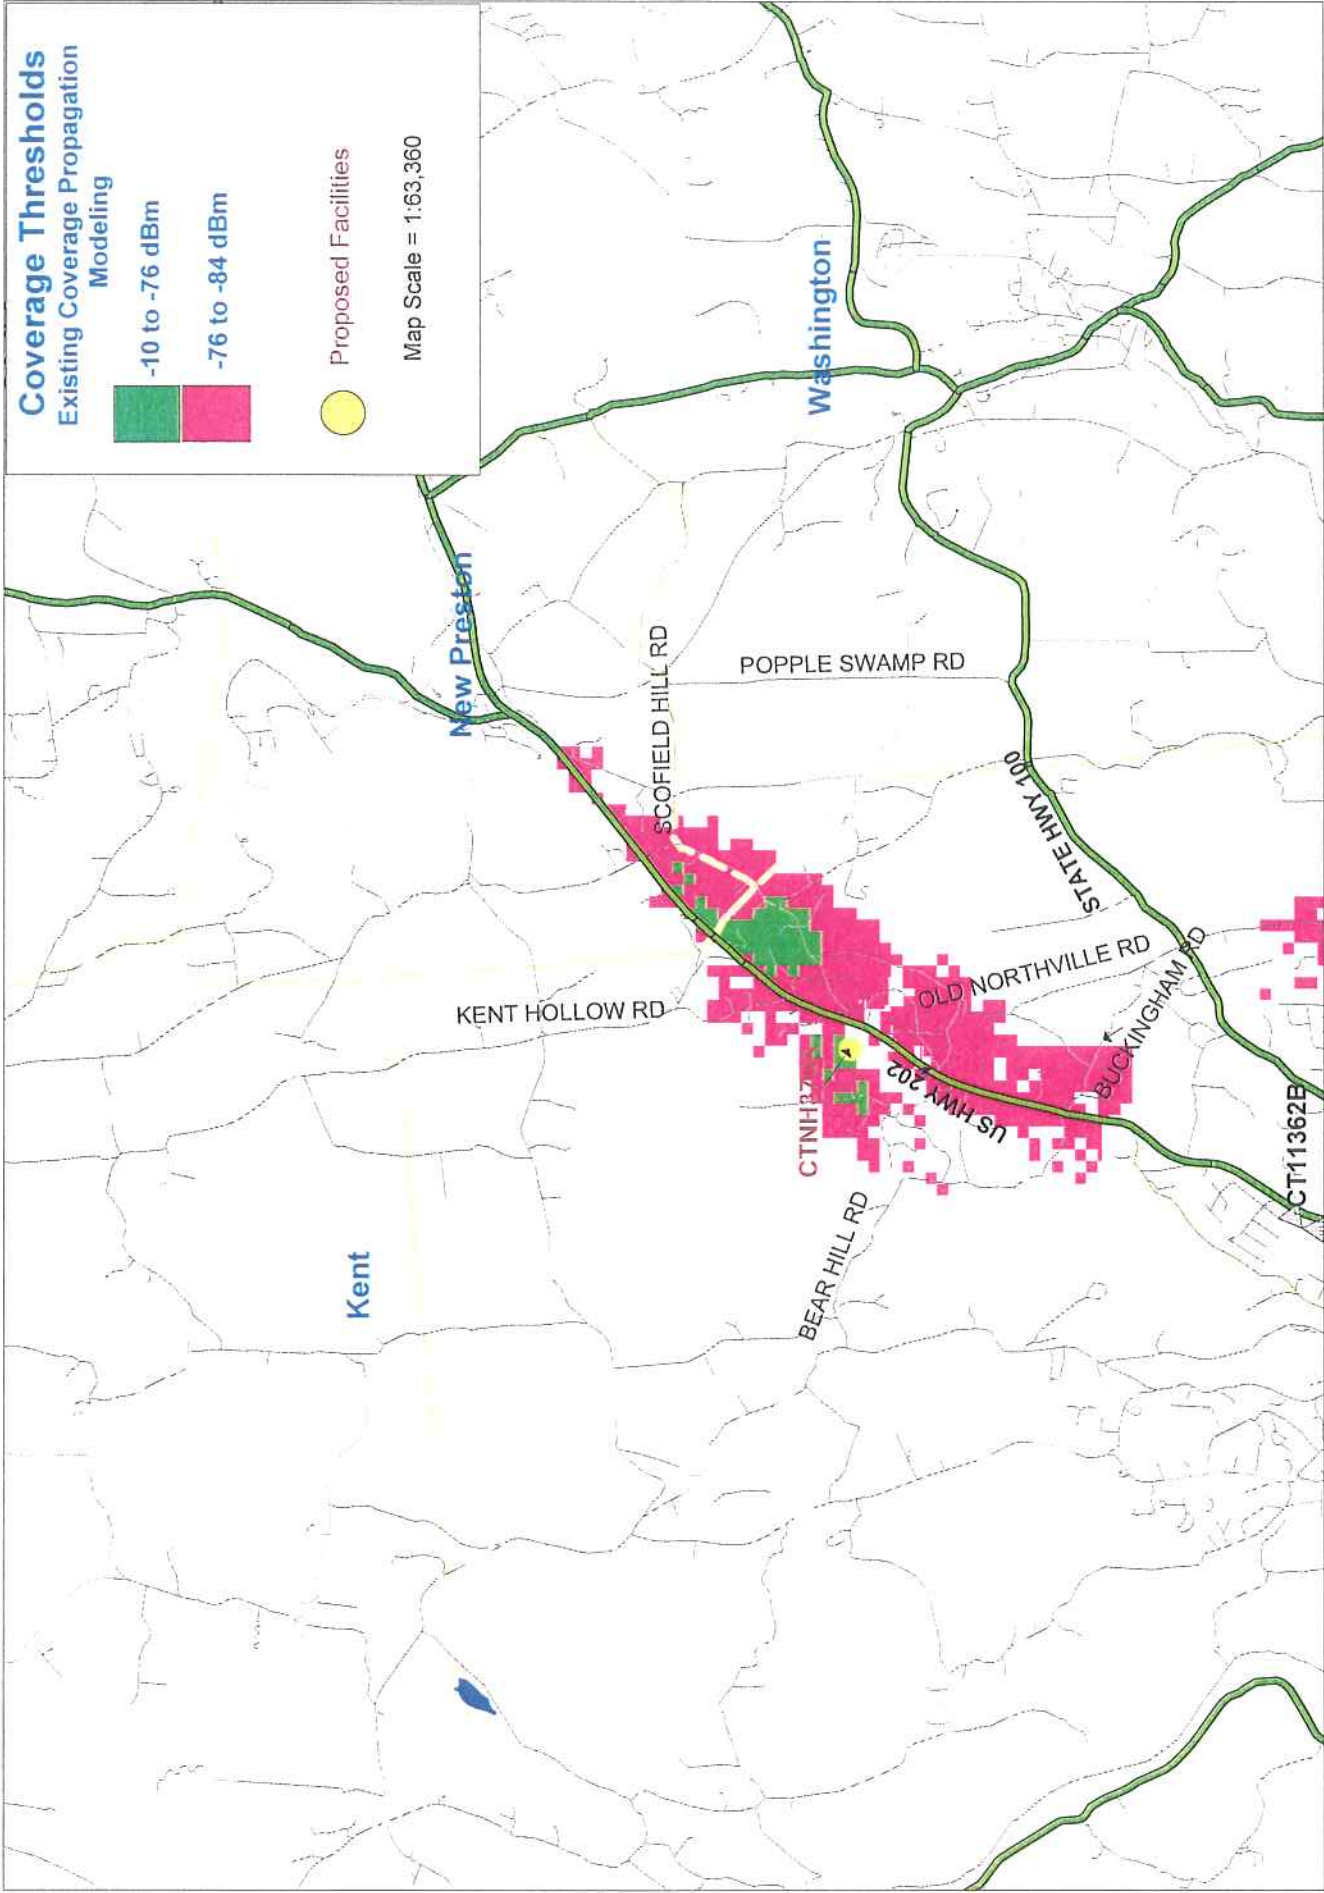 Coverage Thresholds
Existing Coverage Propagation
Modeling
-10 to -76 dBm
-76 to -84 dBm
Proposed Facilities
Map Scale = 1:63,360
Kent
New Preston
Washington
KENT HOLLOW RD
SCOFIELD HILL RD
POPPLE SWAMP RD
BEAR HILL RD
US HWY 202
OLD NORTHVILLE RD
BUCKINGHAM RD
STATE HWY 100
CT11362B